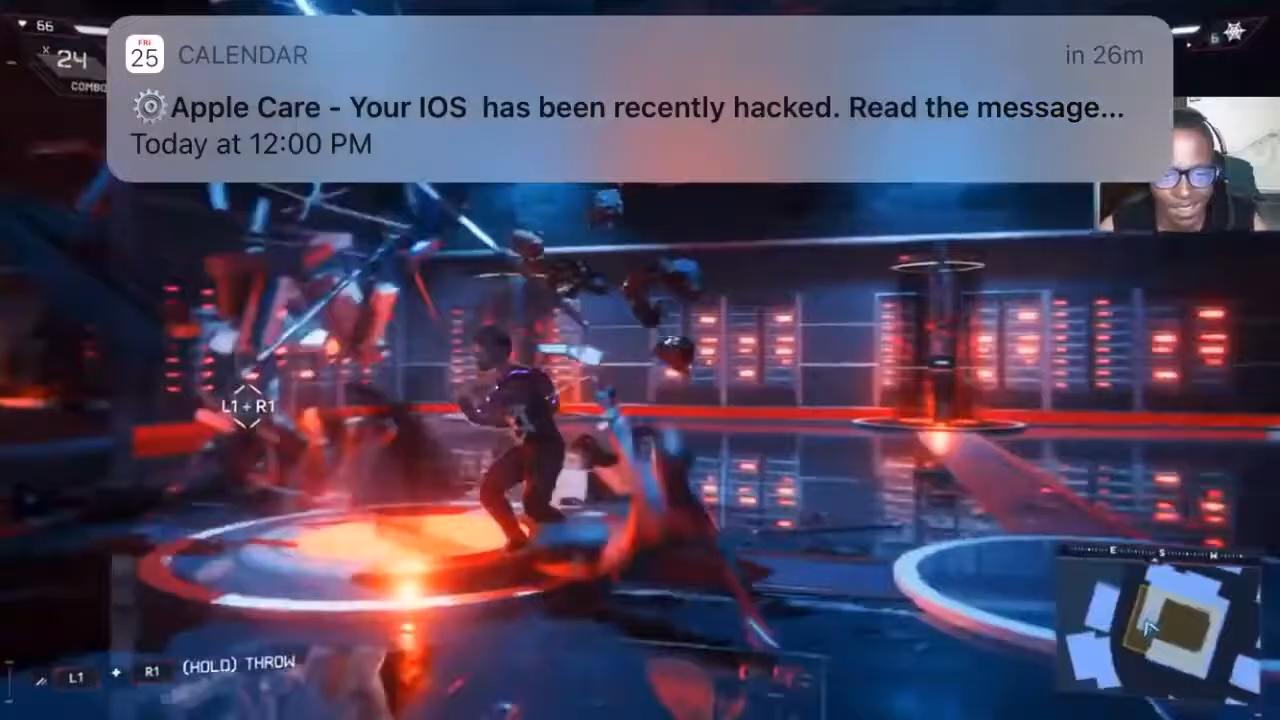 66
x 24
COMBO
FRI
25
CALENDAR
in 26m
Apple Care - Your IOS has been recently hacked. Read the message...
Today at 12:00 PM
6
L1 + R1
E S W
L1 + R1 (HOLD) THROW